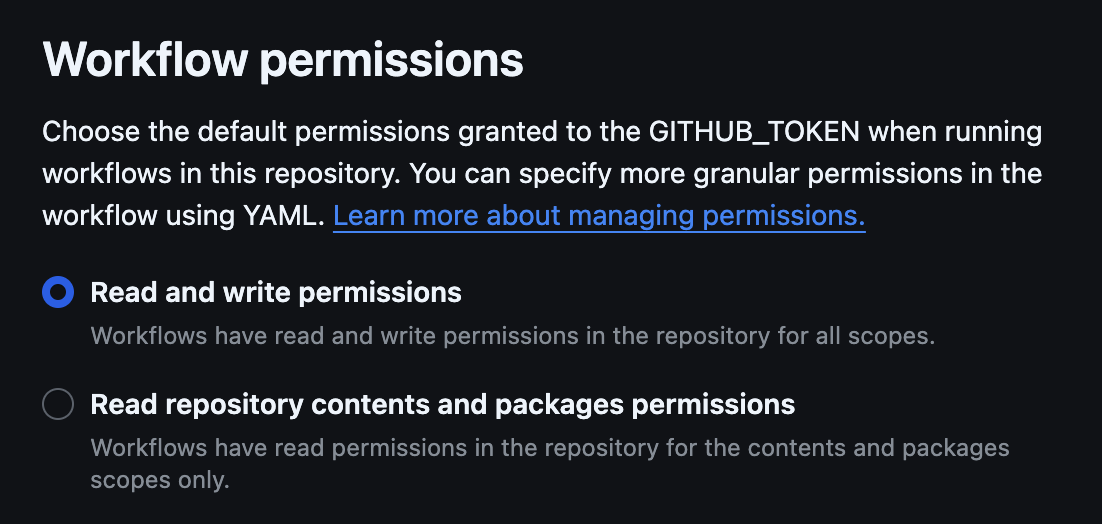 Workflow permissions
Choose the default permissions granted to the GITHUB_TOKEN when running
workflows in this repository. You can specify more granular permissions in the
workflow using YAML. Learn more about managing permissions.
Read and write permissions
Workflows have read and write permissions in the repository for all scopes.
Read repository contents and packages permissions
Workflows have read permissions in the repository for the contents and packages
scopes only.